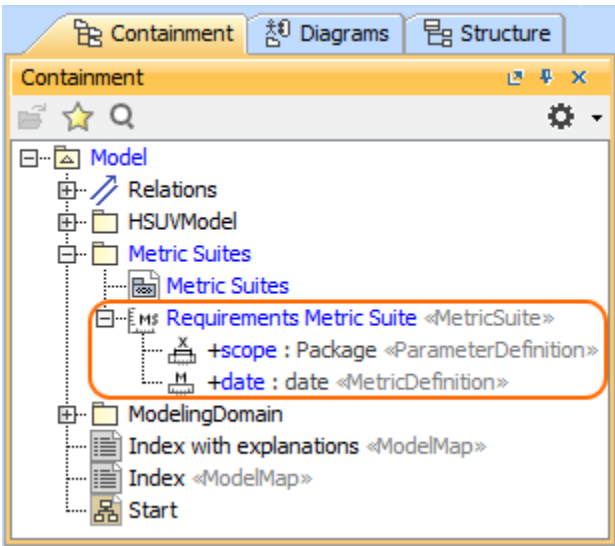 Containment Diagrams Structure
Containment
Model
Relations
HSUVModel
Metric Suites
Metric Suites
MS Requirements Metric Suite «MetricSuite»
X +scope : Package «ParameterDefinition»
M +date : date «MetricDefinition»
ModelingDomain
Index with explanations «ModelMap»
Index «ModelMap»
Start